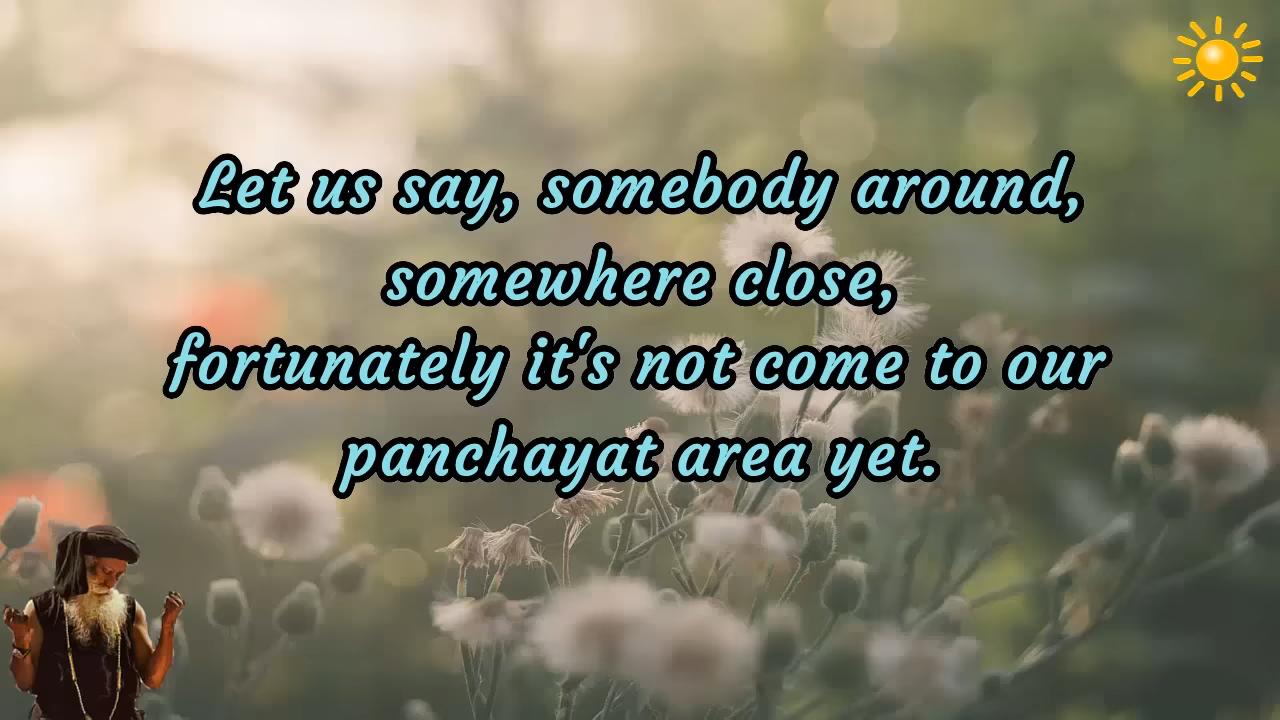 Let us say, somebody around,
somewhere close,
fortunately it's not come to our
panchayat area yet.